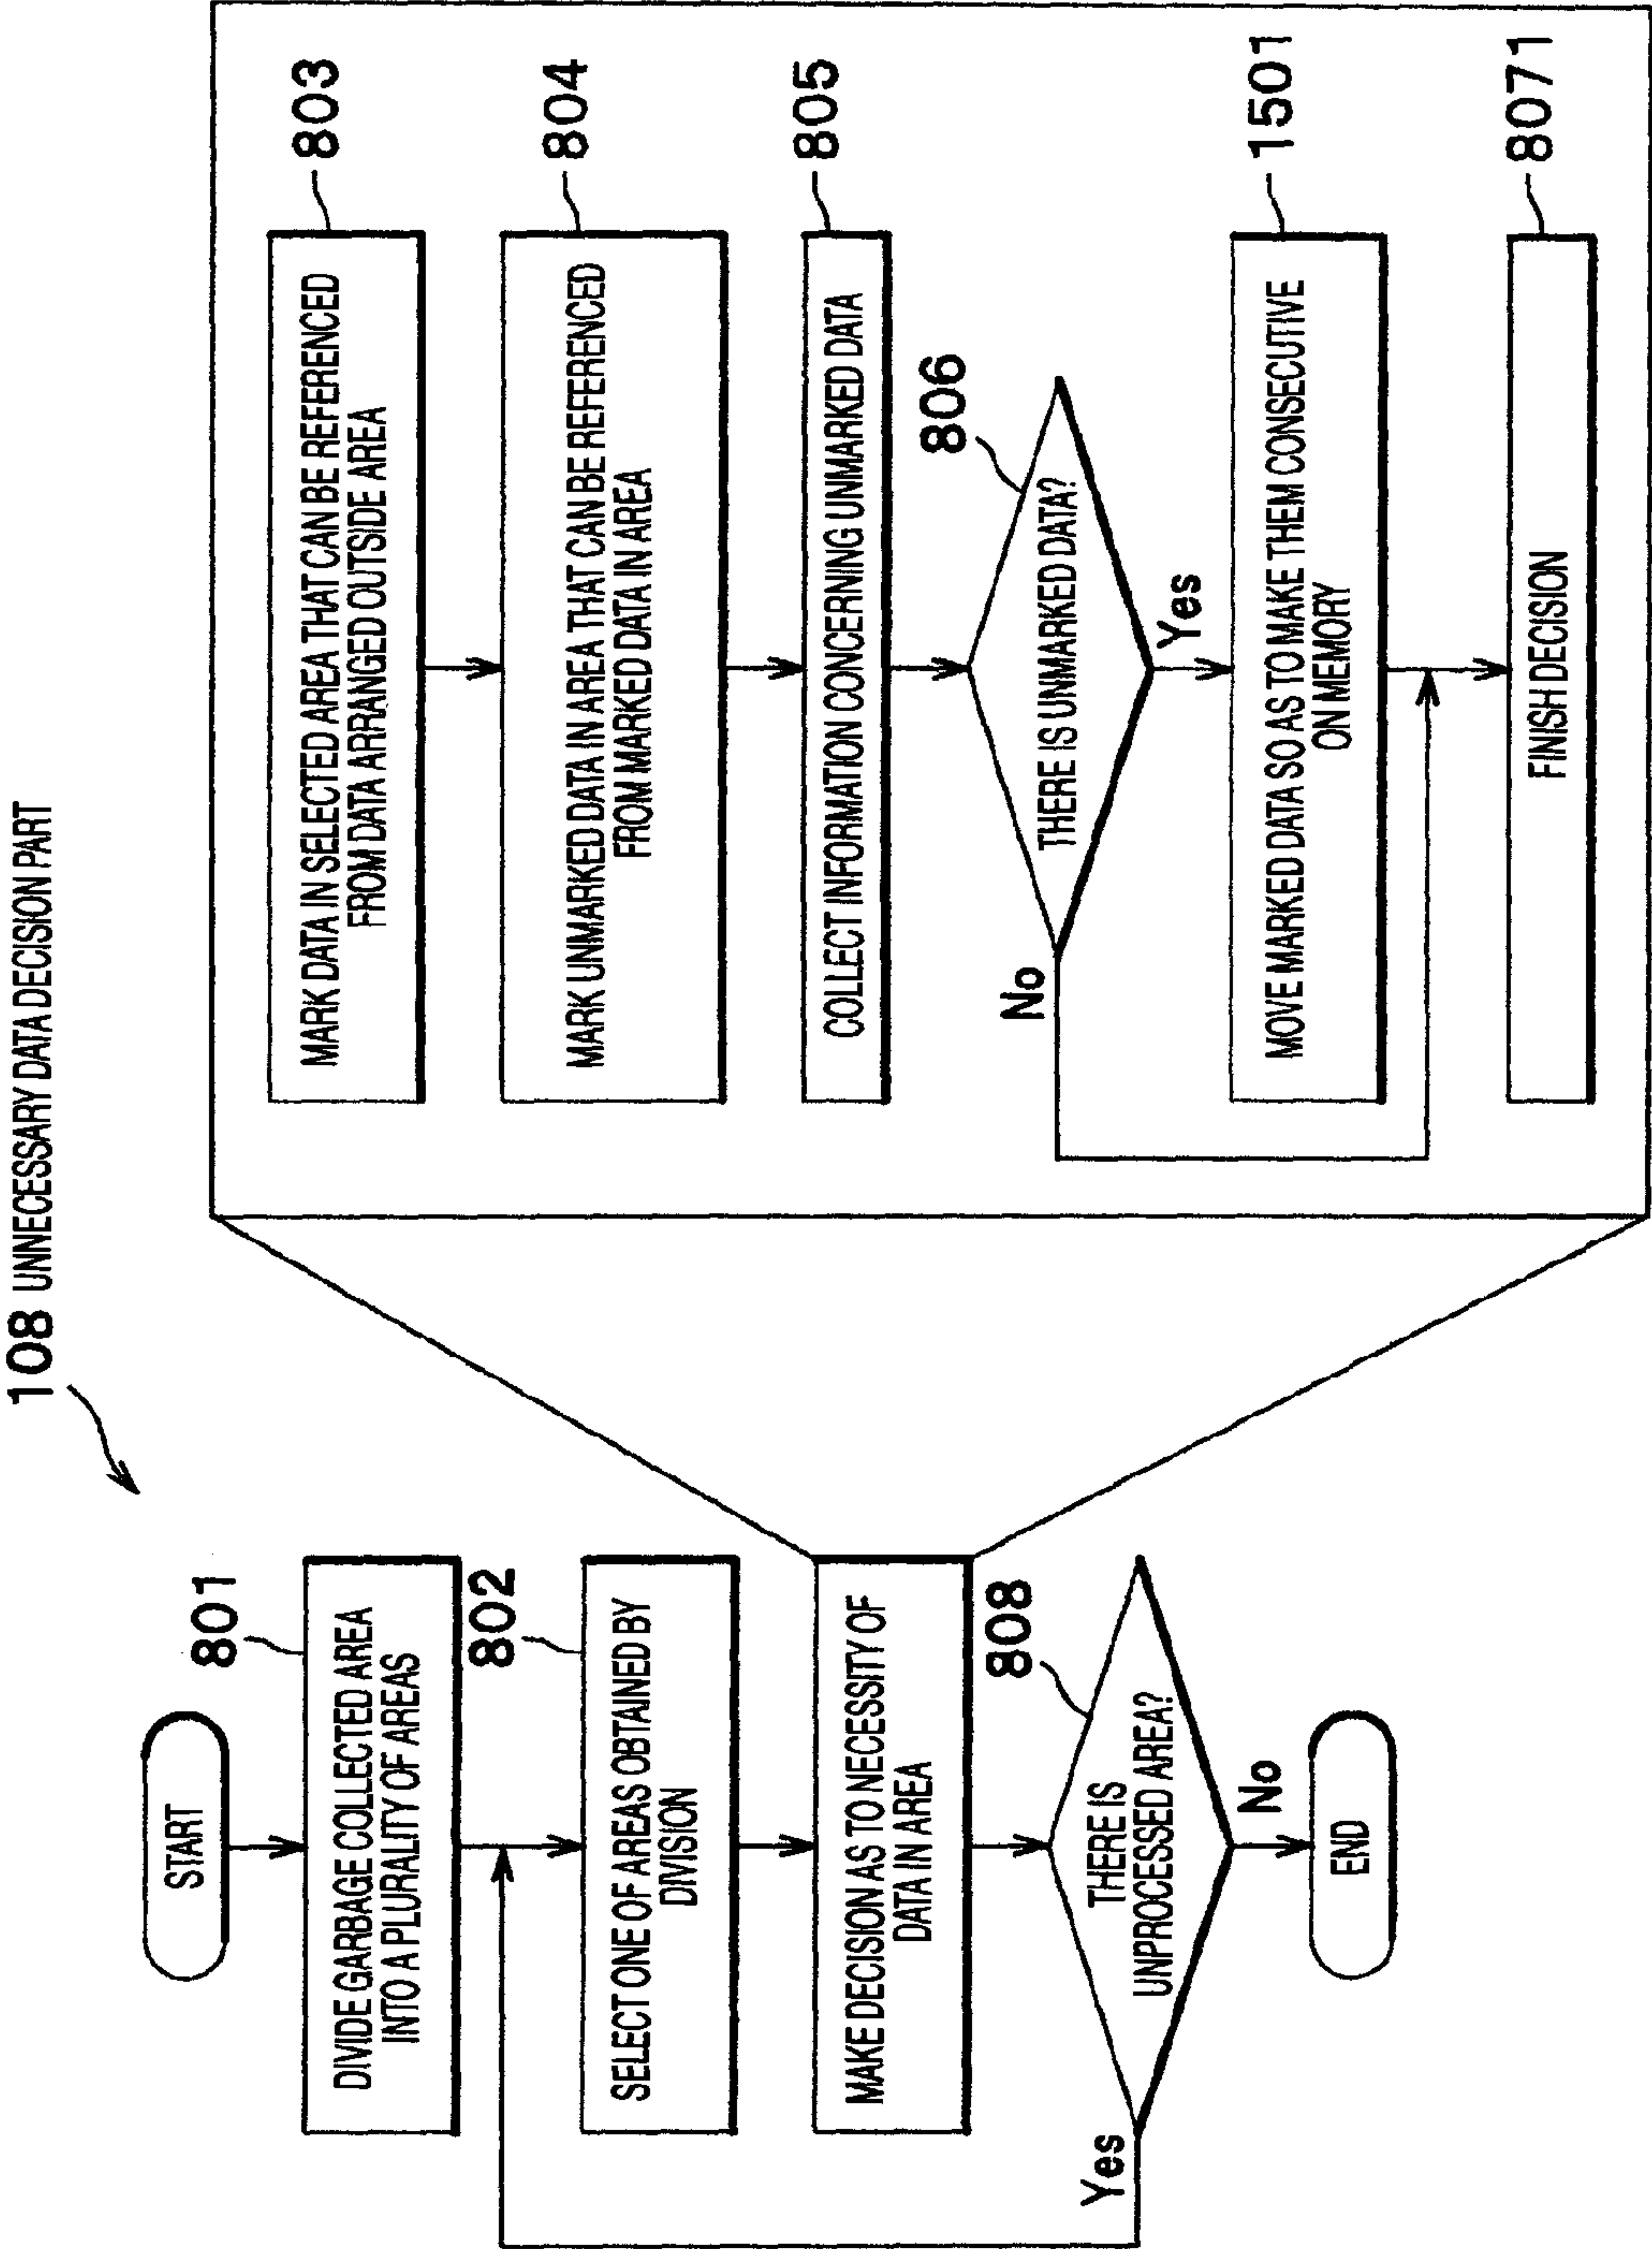 108 UNNECESSARY DATA DECISION PART
START
801
DIVIDE GARBAGE COLLECTED AREA
INTO A PLURALITY OF AREAS
802
SELECT ONE OF AREAS OBTAINED BY
DIVISION
MAKE DECISION AS TO NECESSITY OF
DATA IN AREA
808
THERE IS
UNPROCESSED AREA?
Yes
No
END
803
MARK DATA IN SELECTED AREA THAT CAN BE REFERENCED
FROM DATA ARRANGED OUTSIDE AREA
804
MARK UNMARKED DATA IN AREA THAT CAN BE REFERENCED
FROM MARKED DATA IN AREA
805
COLLECT INFORMATION CONCERNING UNMARKED DATA
806
THERE IS UNMARKED DATA?
No
Yes
1501
MOVE MARKED DATA SO AS TO MAKE THEM CONSECUTIVE
ON MEMORY
8071
FINISH DECISION